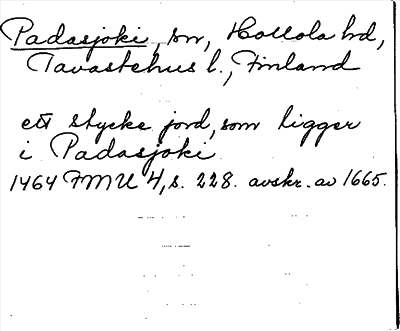 Padasjoki, sn, Hollola hd,
Tavastehus l., Finland
ett stycke jord, som ligger
i Padasjoki
1464 FMU 4, s. 228. avskr. av 1665.